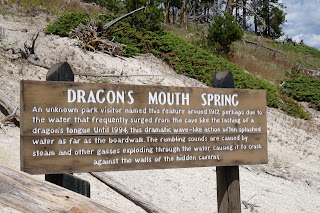 DRAGON'S MOUTH SPRING
An unknown park visitor named this feature around 1912 perhaps due to
the water that frequently surged from the cave like the lashing of a
dragon's tongue. Until 1994, this dramatic wave-like action often splashed
water as far as the boardwalk. The rumbling sounds are caused by
steam and other gasses exploding through the water, causing it to crash
against the walls of the hidden caverns.